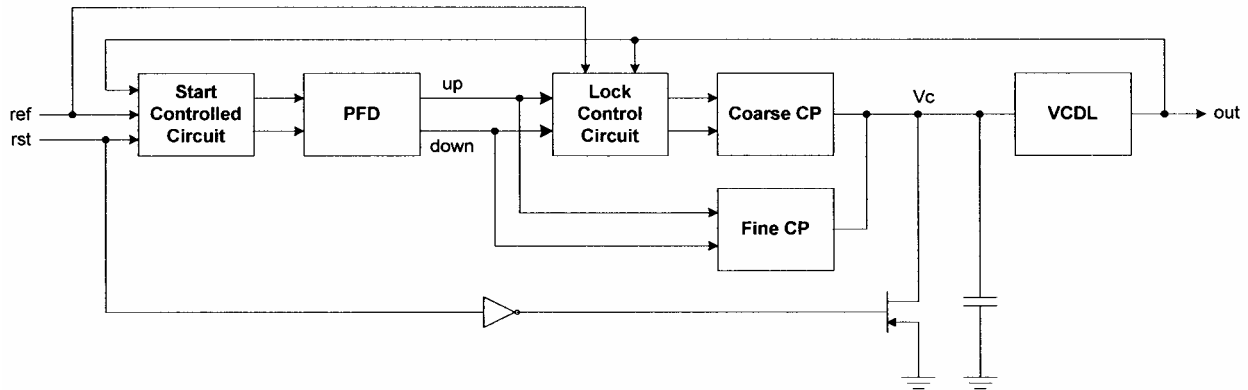 ref
rst
Start
Controlled
Circuit
PFD
up
down
Lock
Control
Circuit
Coarse CP
Fine CP
Vc
VCDL
out